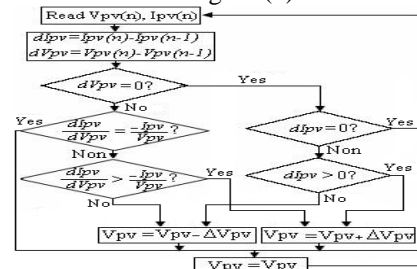 Read Vpv(n), Ipv(n)
dIpv=Ipv(n)-Ipv(n-1)
dVpv=Vpv(n)-Vpv(n-1)
dVpv=0?
Yes
No
Yes
dIpv/dVpv = -Ipv/Vpv ?
dIpv=0?
Yes
Non
Non
dIpv/dVpv > -Ipv/Vpv ?
Yes
dIpv>0?
Yes
No
No
Vpv=Vpv-ΔVpv
Vpv=Vpv+ΔVpv
Vpv=Vpv